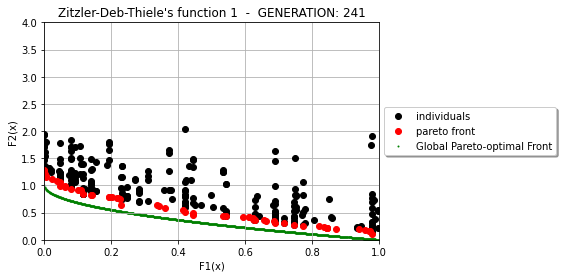 Zitzler-Deb-Thiele's function 1 - GENERATION: 241
4.0
3.5
3.0
2.5
2.0
1.5
1.0
0.5
0.0
F2(x)
0.0 0.2 0.4 0.6 0.8 1.0
F1(x)
individuals
pareto front
Global Pareto-optimal Front